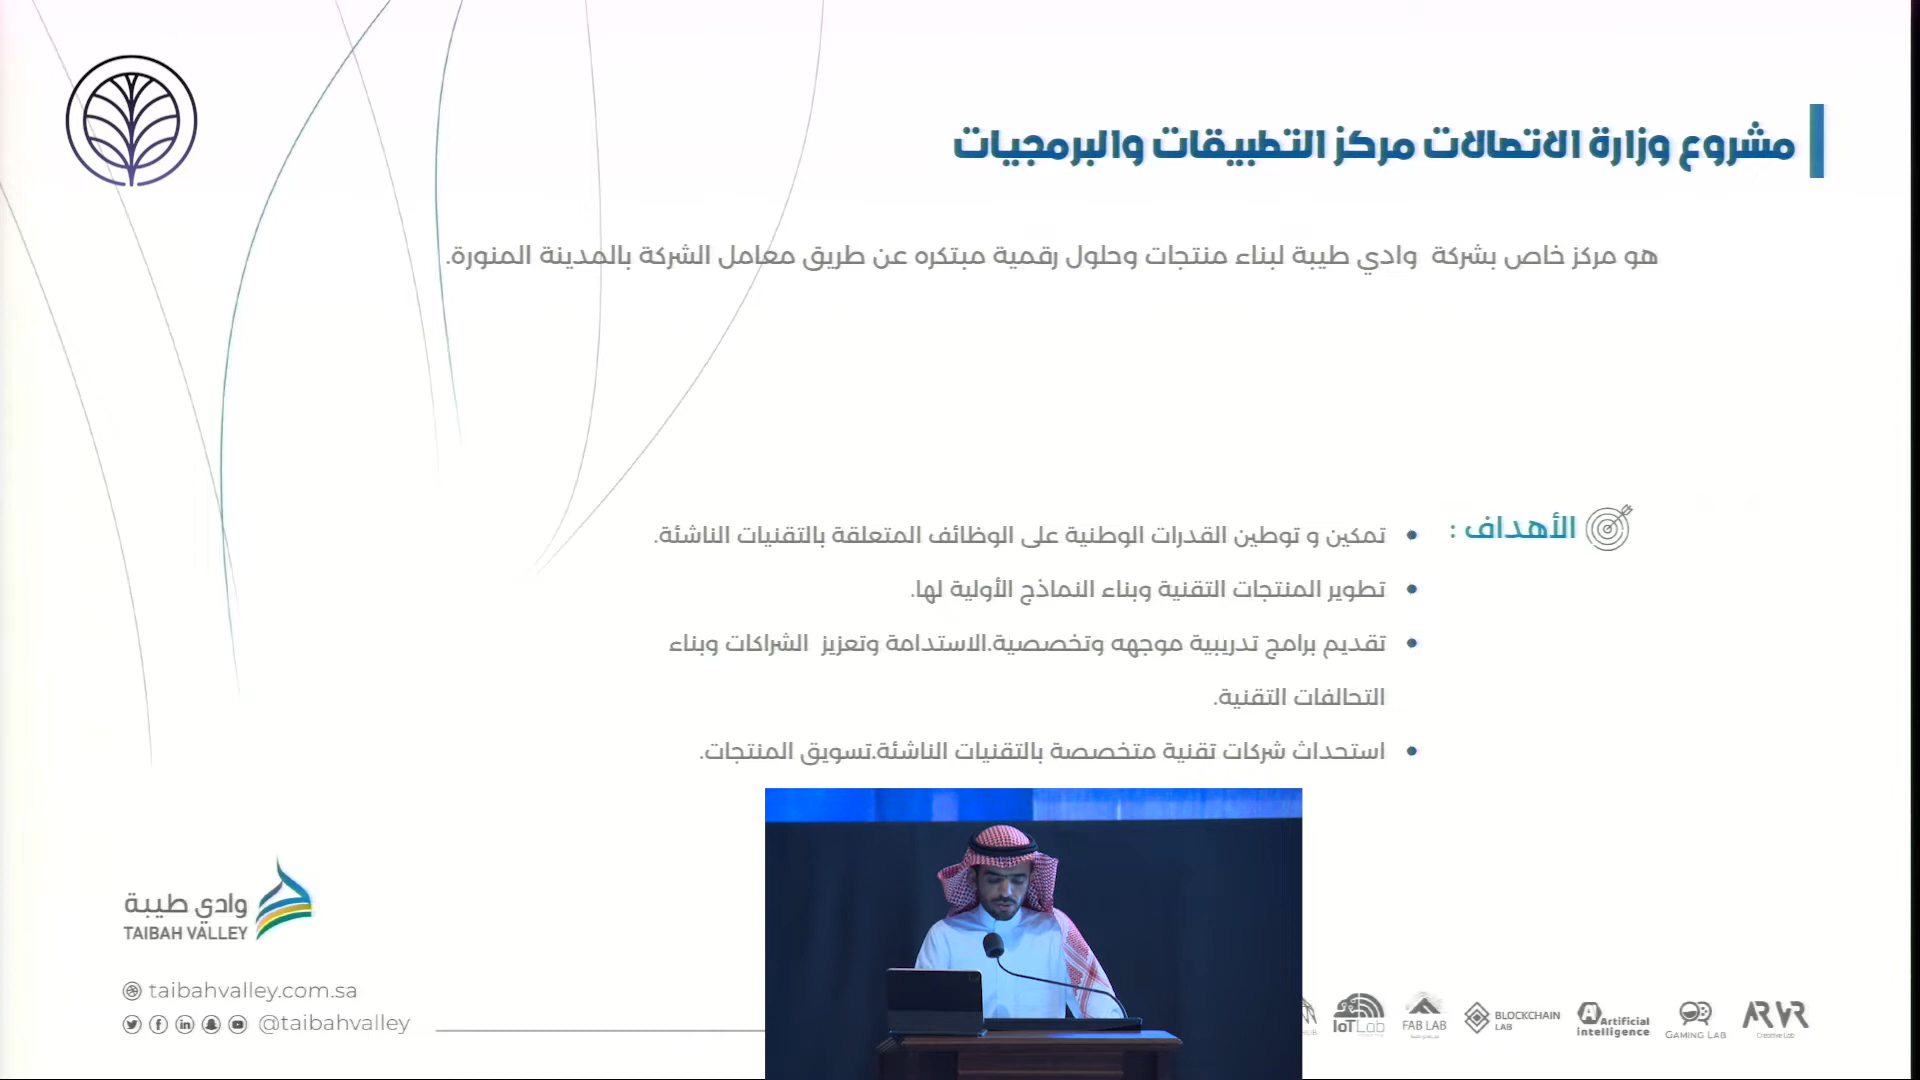 مشروع وزارة الاتصالات مركز التطبيقات والبرمجيات
هو مركز خاص بشركة وادي طيبة لبناء منتجات وحلول رقمية مبتكره عن طريق معامل الشركة بالمدينة المنورة.
الأهداف :
تمكين و توطين القدرات الوطنية على الوظائف المتعلقة بالتقنيات الناشئة.
تطوير المنتجات التقنية وبناء النماذج الأولية لها.
تقديم برامج تدريبية موجهه وتخصصية.الاستدامة وتعزيز الشراكات وبناء
التحالفات التقنية.
استحداث شركات تقنية متخصصة بالتقنيات الناشئة.تسويق المنتجات.
وادي طيبة
TAIBAH VALLEY
taibahvalley.com.sa
@taibahvalley
IoTLab
FAB LAB
BLOCKCHAIN
LAB
Artificial
intelligence
GAMING LAB
ARVR
Creative Lab